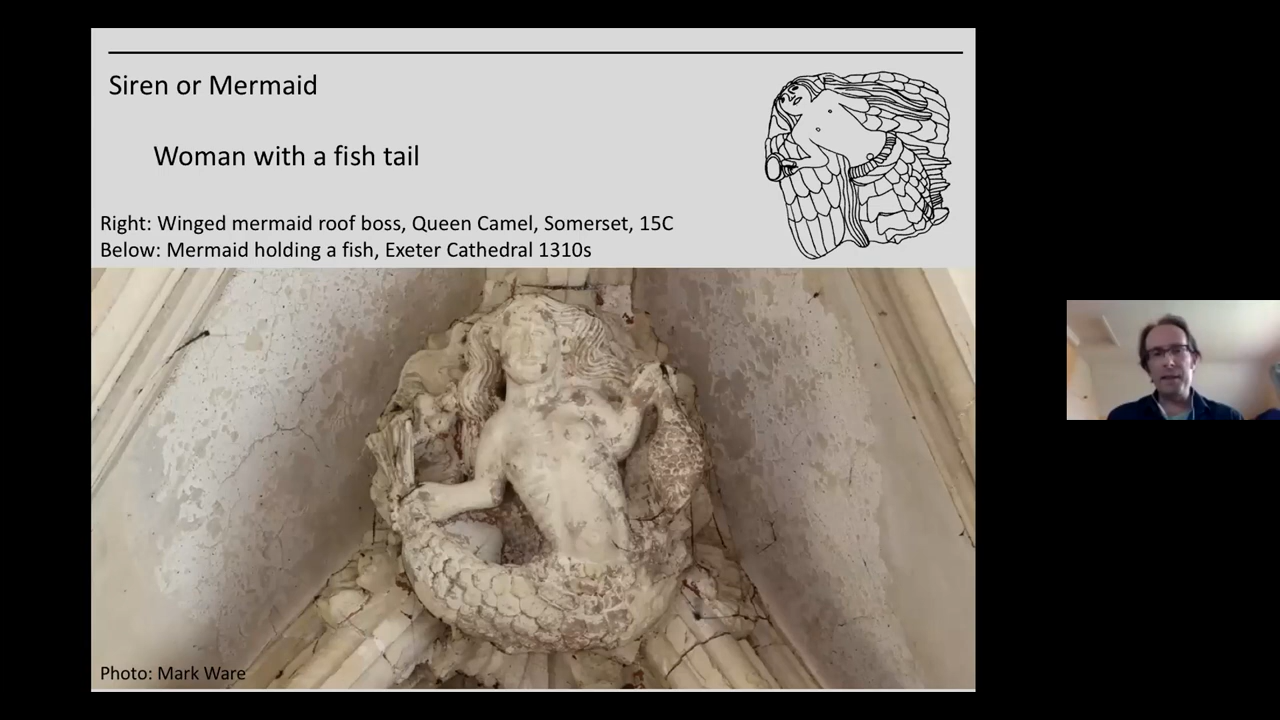 Siren or Mermaid
Woman with a fish tail
Right: Winged mermaid roof boss, Queen Camel, Somerset, 15C
Below: Mermaid holding a fish, Exeter Cathedral 1310s
Photo: Mark Ware